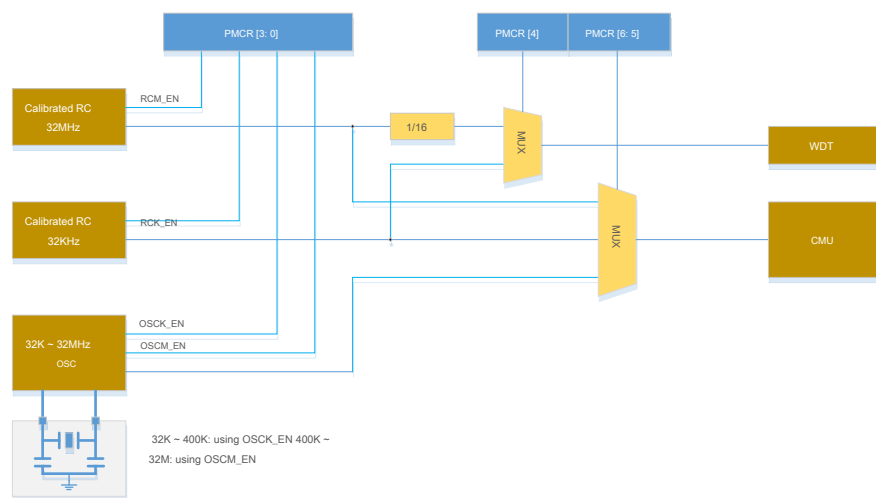 PMCR [3: 0]
PMCR [4]
PMCR [6: 5]
RCM_EN
Calibrated RC
32MHz
1/16
MUX
WDT
Calibrated RC
32KHz
RCK_EN
MUX
CMU
OSCK_EN
32K ~ 32MHz
OSC
OSCM_EN
32K ~ 400K: using OSCK_EN 400K ~
32M: using OSCM_EN